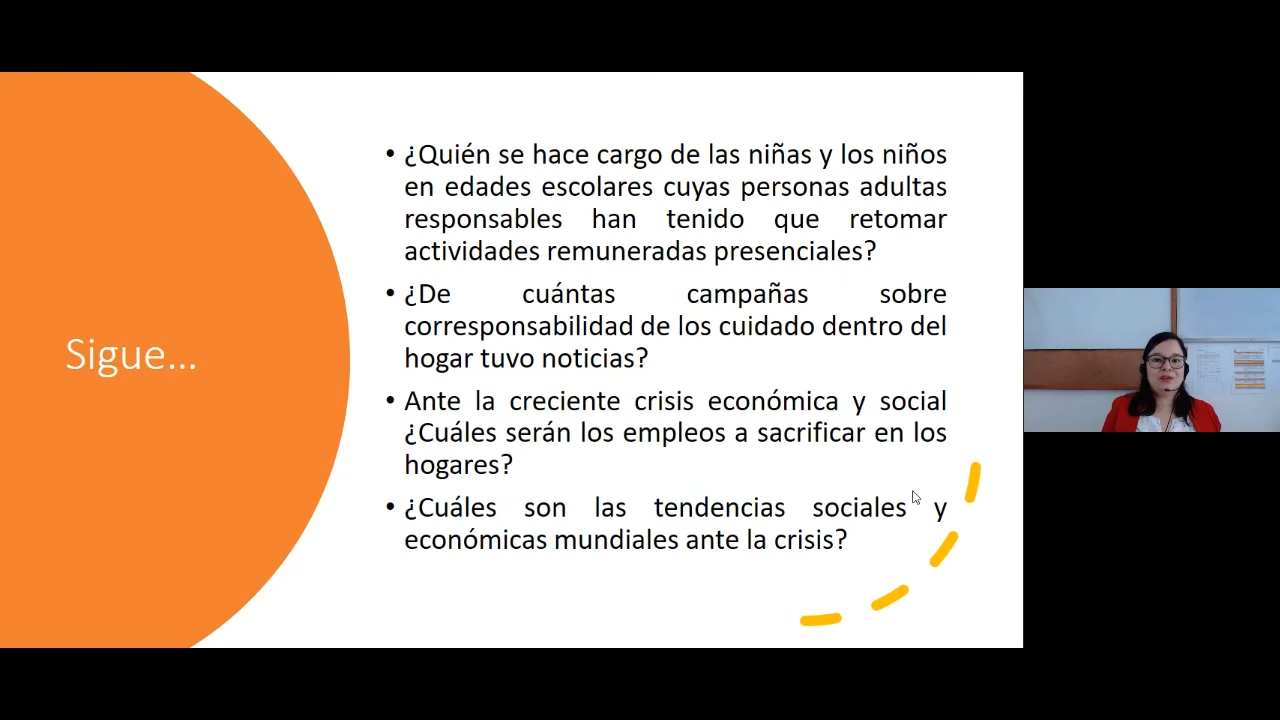 Sigue...
• ¿Quién se hace cargo de las niñas y los niños
en edades escolares cuyas personas adultas
responsables han tenido que retomar
actividades remuneradas presenciales?
• ¿De cuántas campañas sobre
corresponsabilidad de los cuidado dentro del
hogar tuvo noticias?
• Ante la creciente crisis económica y social
¿Cuáles serán los empleos a sacrificar en los
hogares?
• ¿Cuáles son las tendencias sociales y
económicas mundiales ante la crisis?